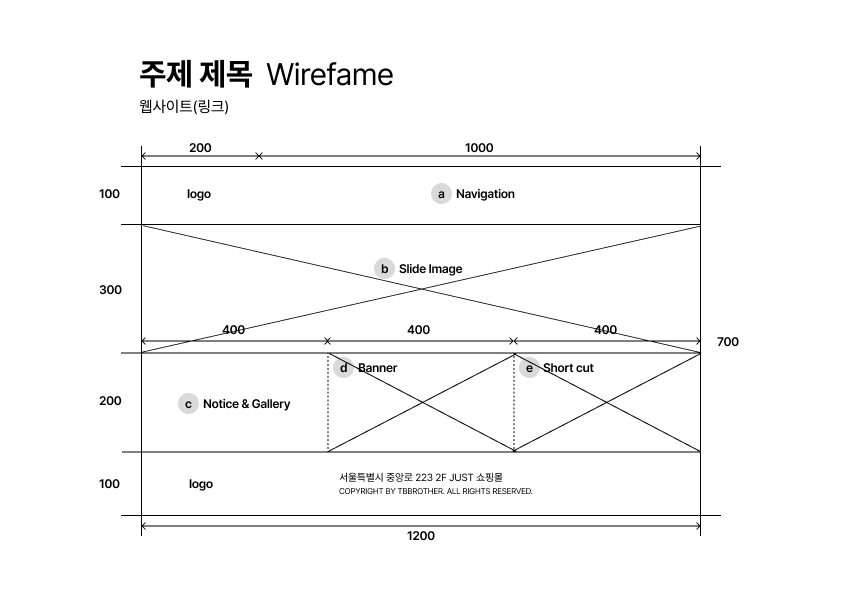 주제 제목 Wirefame
웹사이트(링크)
200
1000
100
logo
a Navigation
b Slide Image
300
400
400
400
700
d Banner
e Short cut
200
c Notice & Gallery
서울특별시 중앙로 223 2F JUST 쇼핑몰
100
logo
COPYRIGHT BY TBBROTHER. ALL RIGHTS RESERVED.
1200